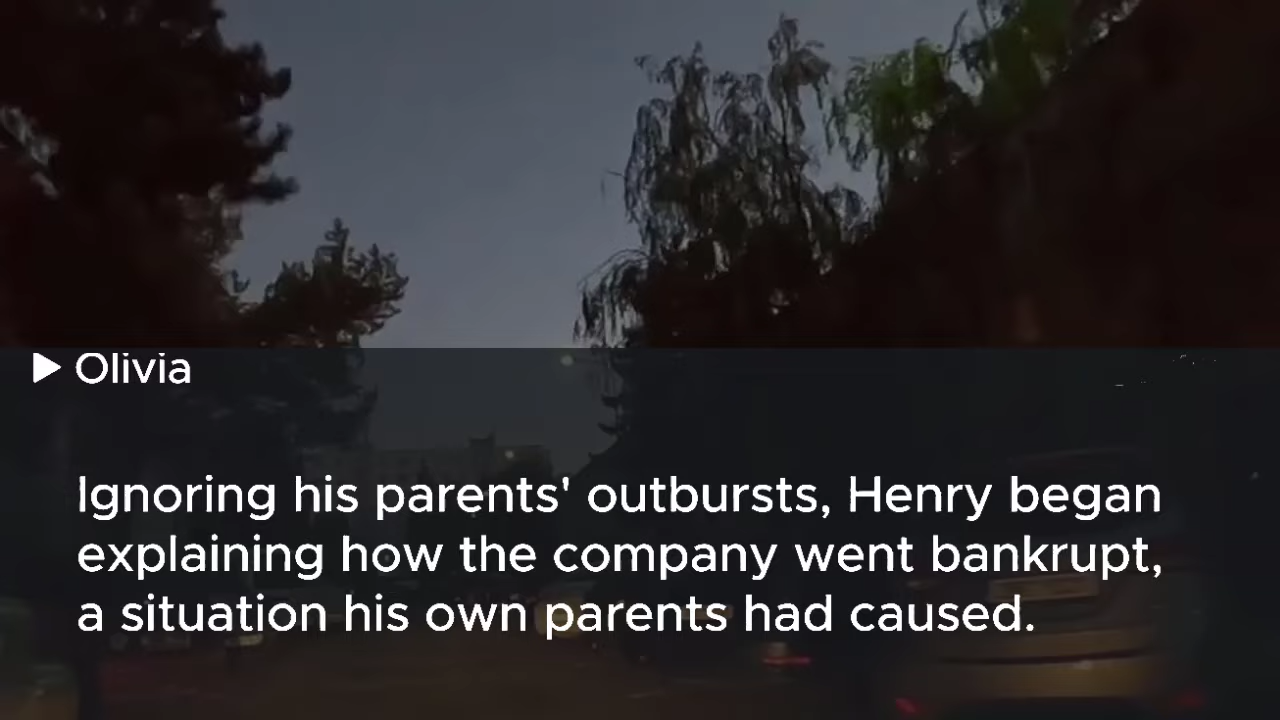 Olivia
Ignoring his parents' outbursts, Henry began
explaining how the company went bankrupt,
a situation his own parents had caused.